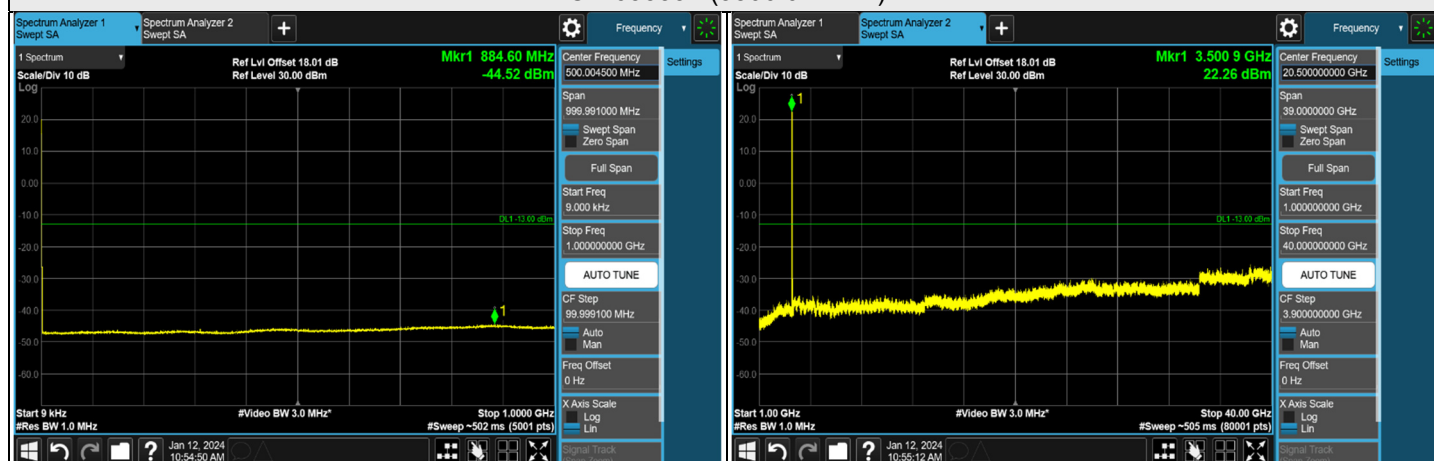 Spectrum Analyzer 1
Swept SA
Spectrum Analyzer 2
Swept SA
+
Frequency
1 Spectrum
Scale/Div 10 dB
Log
Ref Lvl Offset 18.01 dB
Ref Level 30.00 dBm
Mkr1 884.60 MHz
-44.52 dBm
1
20.0
10.0
0.00
-10.0
-20.0
-30.0
-40.0
-50.0
-60.0
DL1 -13.00 dBm
1
Start 9 kHz
#Res BW 1.0 MHz
#Video BW 3.0 MHz*
Stop 1.0000 GHz
#Sweep ~502 ms (5001 pts)
Center Frequency
500.004500 MHz
Span
999.991000 MHz
Swept Span
Zero Span
Full Span
Start Freq
9.000 kHz
Stop Freq
1.000000000 GHz
AUTO TUNE
CF Step
99.999100 MHz
Auto
Man
Freq Offset
0 Hz
X Axis Scale
Log
Lin
Signal Track
Settings
?
Jan 12, 2024
10:54:50 AM
Spectrum Analyzer 1
Swept SA
Spectrum Analyzer 2
Swept SA
+
Frequency
1 Spectrum
Scale/Div 10 dB
Log
Ref Lvl Offset 18.01 dB
Ref Level 30.00 dBm
Mkr1 3.500 9 GHz
22.26 dBm
1
20.0
10.0
0.00
-10.0
-20.0
-30.0
-40.0
-50.0
-60.0
DL1 -13.00 dBm
Start 1.00 GHz
#Res BW 1.0 MHz
#Video BW 3.0 MHz*
Stop 40.00 GHz
#Sweep ~505 ms (80001 pts)
Center Frequency
20.500000000 GHz
Span
39.0000000 GHz
Swept Span
Zero Span
Full Span
Start Freq
1.000000000 GHz
Stop Freq
40.000000000 GHz
AUTO TUNE
CF Step
3.900000000 GHz
Auto
Man
Freq Offset
0 Hz
X Axis Scale
Log
Lin
Signal Track
Settings
?
Jan 12, 2024
10:55:12 AM